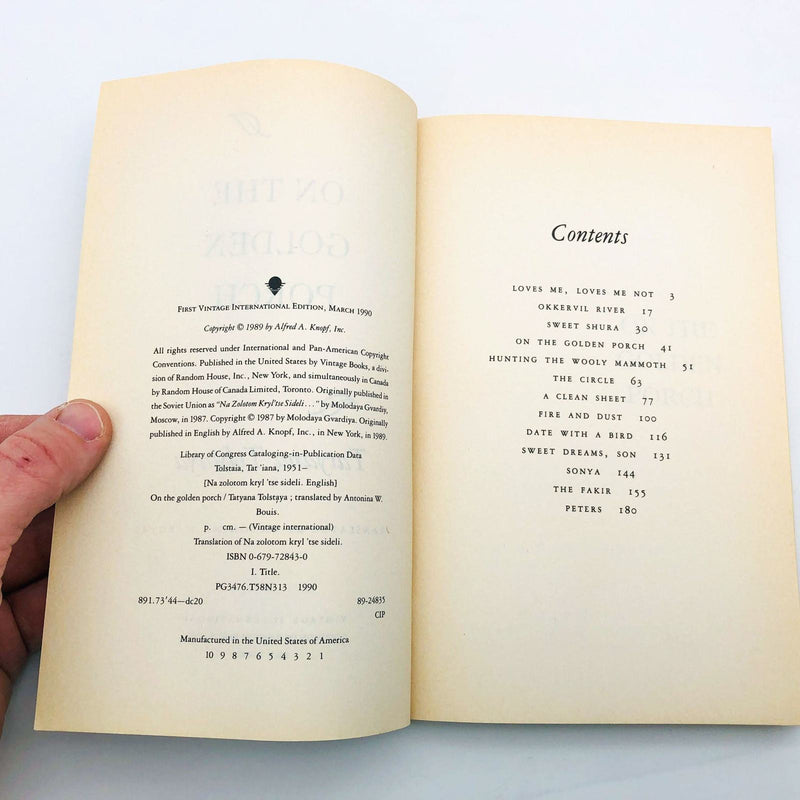 First Vintage International Edition, March 1990
Copyright © 1989 by Alfred A. Knopf, Inc.
All rights reserved under International and Pan-American Copyright
Conventions. Published in the United States by Vintage Books, a divi-
sion of Random House, Inc., New York, and simultaneously in Canada
by Random House of Canada Limited, Toronto. Originally published in
the Soviet Union as "Na Zolotom Kryl'tse Sideli . . ." by Molodaya Gvardiy,
Moscow, in 1987. Copyright © 1987 by Molodaya Gvardiya. Originally
published in English by Alfred A. Knopf, Inc., in New York, in 1989.
Library of Congress Cataloging-in-Publication Data
Tolstaia, Tat 'iana, 1951–
[Na zolotom kryl 'tse sideli. English]
On the golden porch / Tatyana Tolstaya ; translated by Antonina W.
Bouis.
p. cm. — (Vintage international)
Translation of Na zolotom kryl 'tse sideli.
ISBN 0-679-72843-0
I. Title.
PG3476.T58N313 1990
891.73'44—dc20 89-24835
CIP
Manufactured in the United States of America
10 9 8 7 6 5 4 3 2 1
Contents
LOVES ME, LOVES ME NOT 3
OKKERVIL RIVER 17
SWEET SHURA 30
ON THE GOLDEN PORCH 41
HUNTING THE WOOLY MAMMOTH 51
THE CIRCLE 63
A CLEAN SHEET 77
FIRE AND DUST 100
DATE WITH A BIRD 116
SWEET DREAMS, SON 131
SONYA 144
THE FAKIR 155
PETERS 180